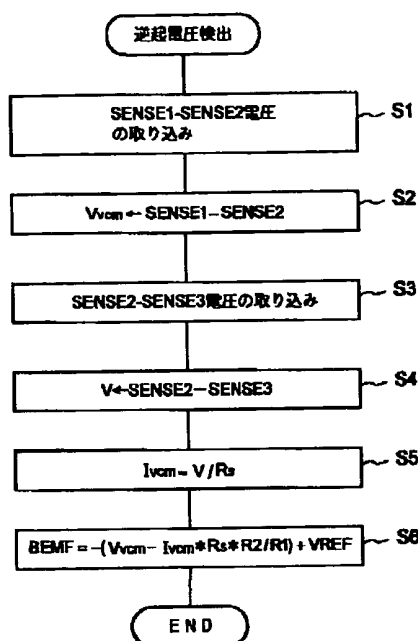 逆起電圧検出
SENSE1-SENSE2電圧
の取り込み
S1
Vvcm ← SENSE1 – SENSE2
S2
SENSE2-SENSE3電圧の取り込み
S3
V←SENSE2−SENSE3
S4
Ivcm = V/Rs
S5
BEMF = –(Vvcm – Ivcm*Rs*R2/R1) + VREF
S6
END